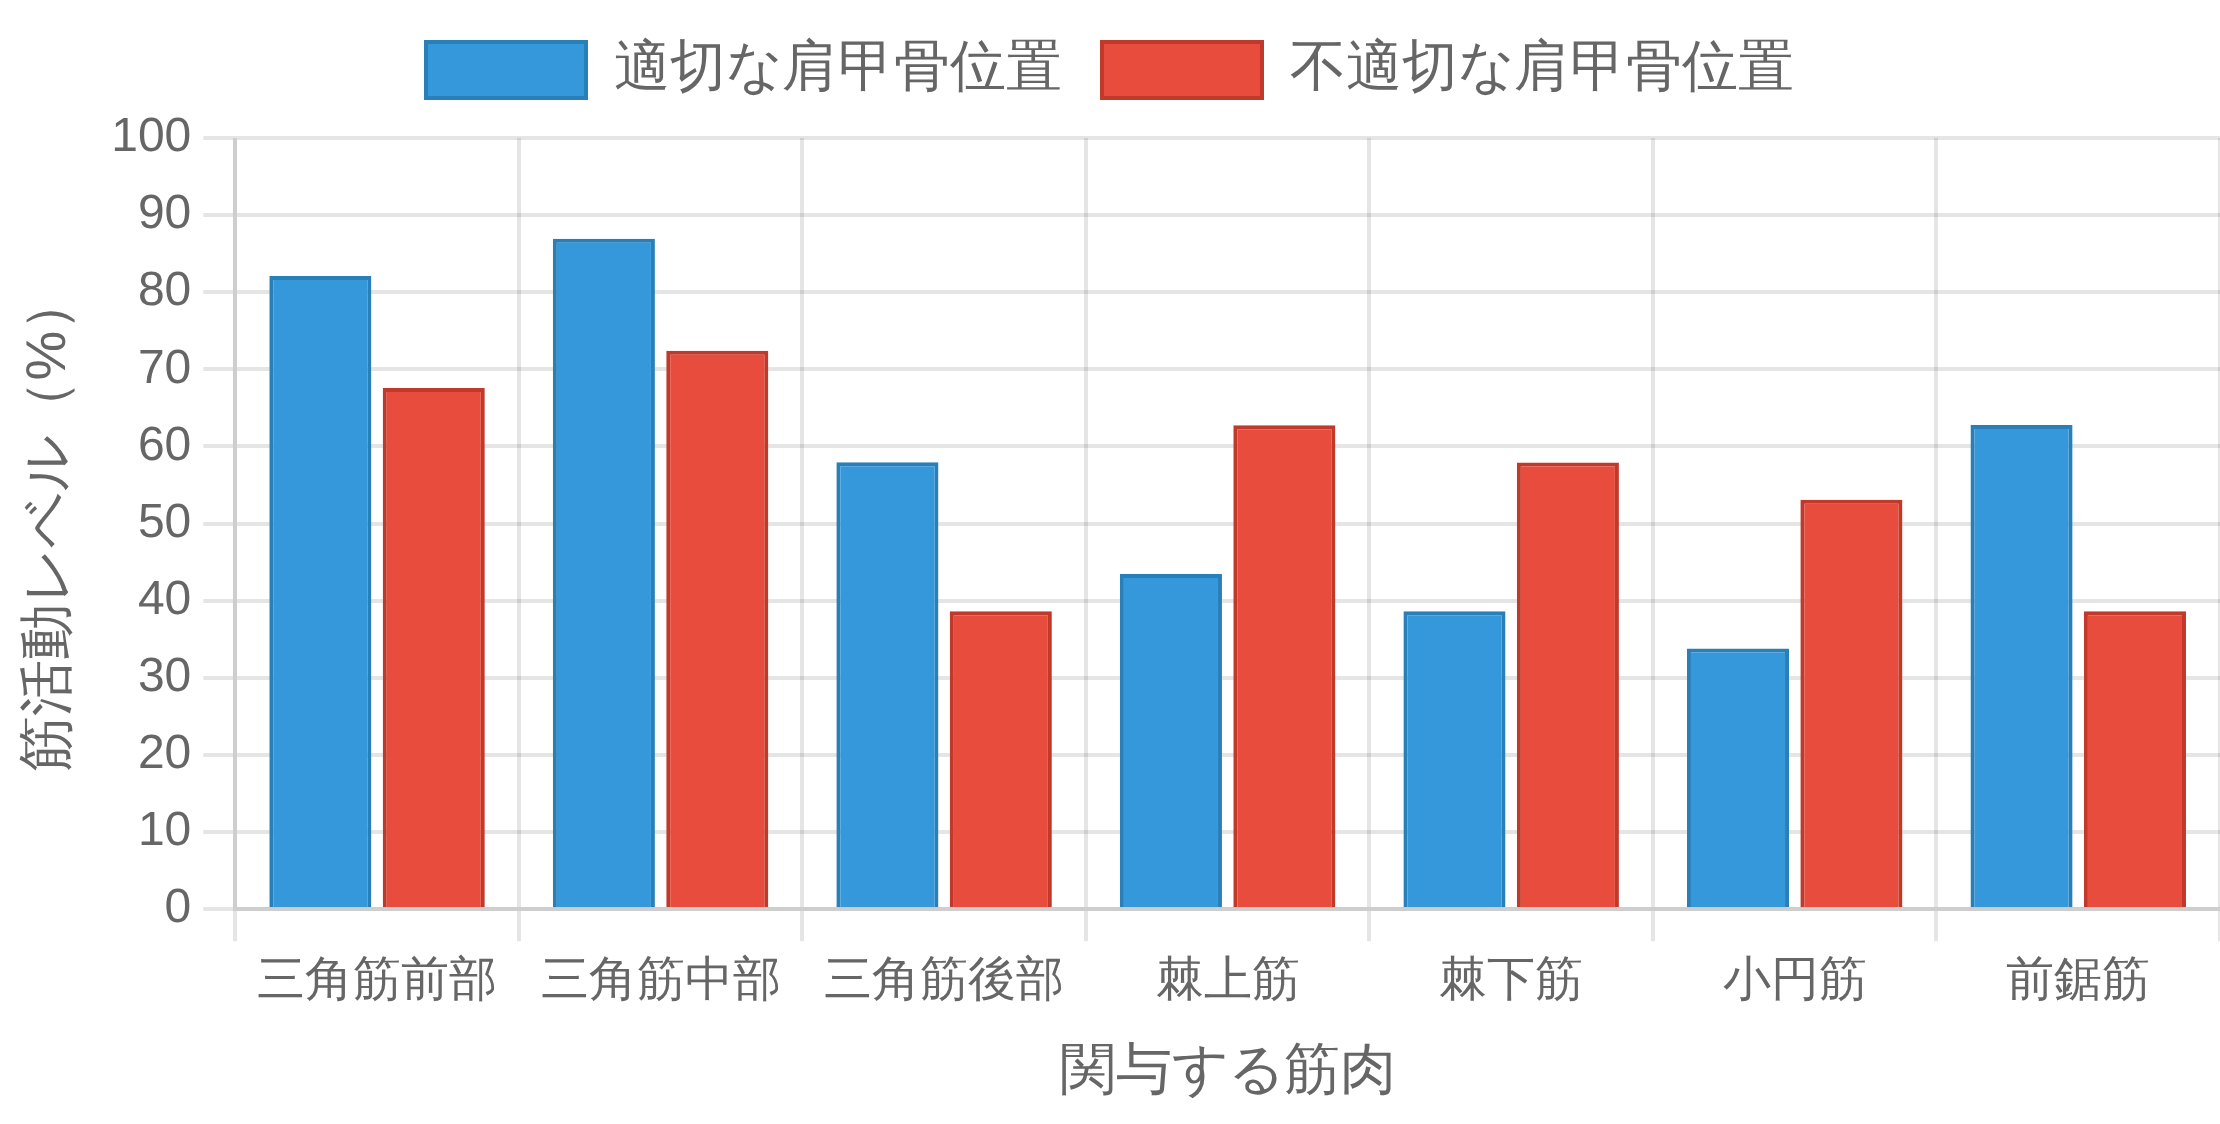 適切な肩甲骨位置
不適切な肩甲骨位置
筋活動レベル（%）
100
90
80
70
60
50
40
30
20
10
0
三角筋前部
三角筋中部
三角筋後部
棘上筋
棘下筋
小円筋
前鋸筋
関与する筋肉